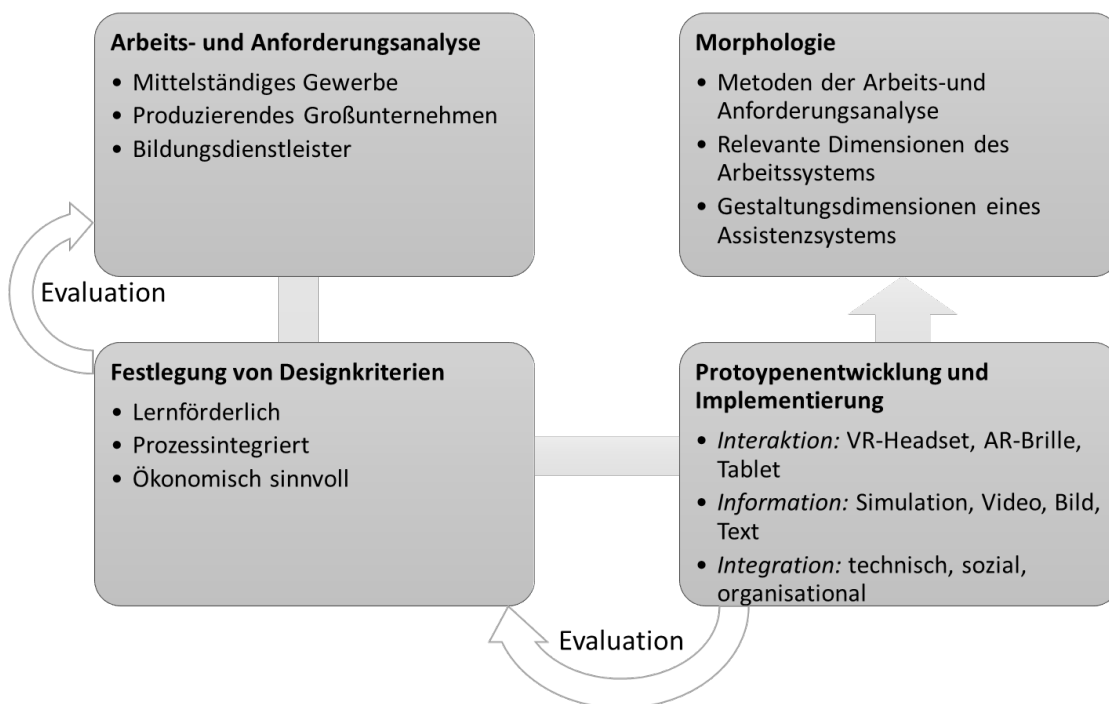 Arbeits- und Anforderungsanalyse
• Mittelständiges Gewerbe
• Produzierendes Großunternehmen
• Bildungsdienstleister
Morphologie
• Metoden der Arbeits-und
Anforderungsanalyse
• Relevante Dimensionen des
Arbeitssystems
• Gestaltungsdimensionen eines
Assistenzsystems
Evaluation
Festlegung von Designkriterien
• Lernförderlich
• Prozessintegriert
• Ökonomisch sinnvoll
Protoypenentwicklung und
Implementierung
• Interaktion: VR-Headset, AR-Brille,
Tablet
• Information: Simulation, Video, Bild,
Text
• Integration: technisch, sozial,
organisational
Evaluation